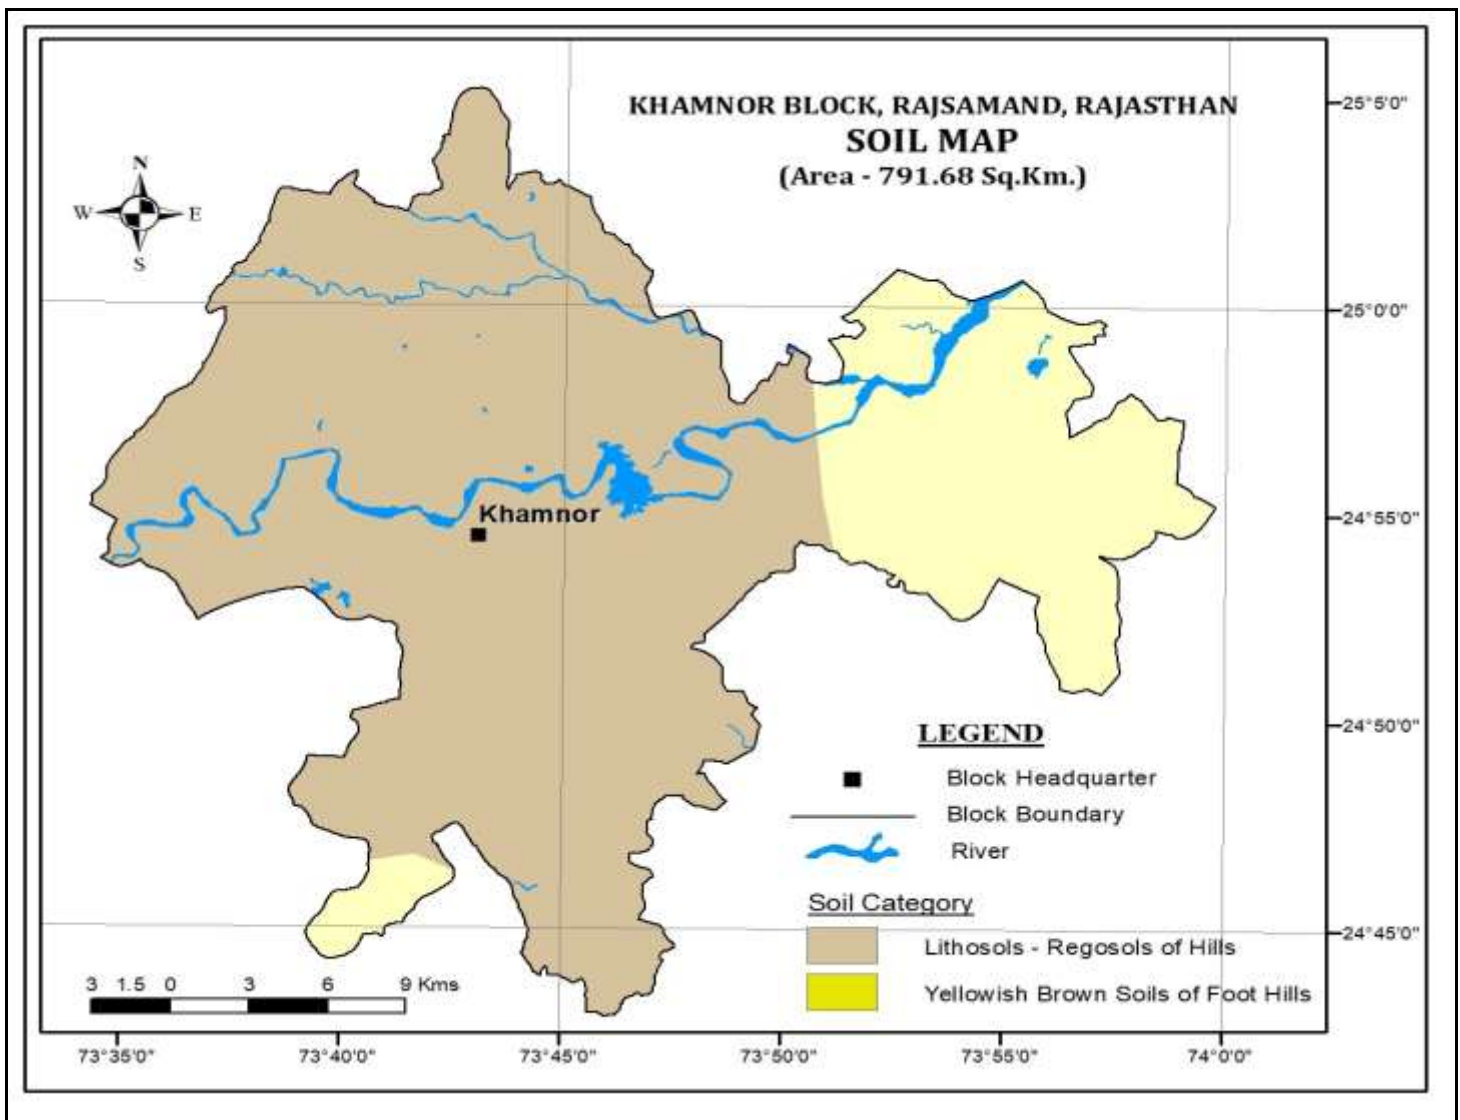 KHAMNOR BLOCK, RAJSAMAND, RAJASTHAN
SOIL MAP
(Area - 791.68 Sq.Km.)
N
W E
S
25°5'0"
25°0'0"
24°55'0"
24°50'0"
24°45'0"
Khamnor
LEGEND
Block Headquarter
Block Boundary
River
Soil Category
Lithosols - Regosols of Hills
Yellowish Brown Soils of Foot Hills
3 1.5 0 3 6 9 Kms
73°35'0" 73°40'0" 73°45'0" 73°50'0" 73°55'0" 74°0'0"